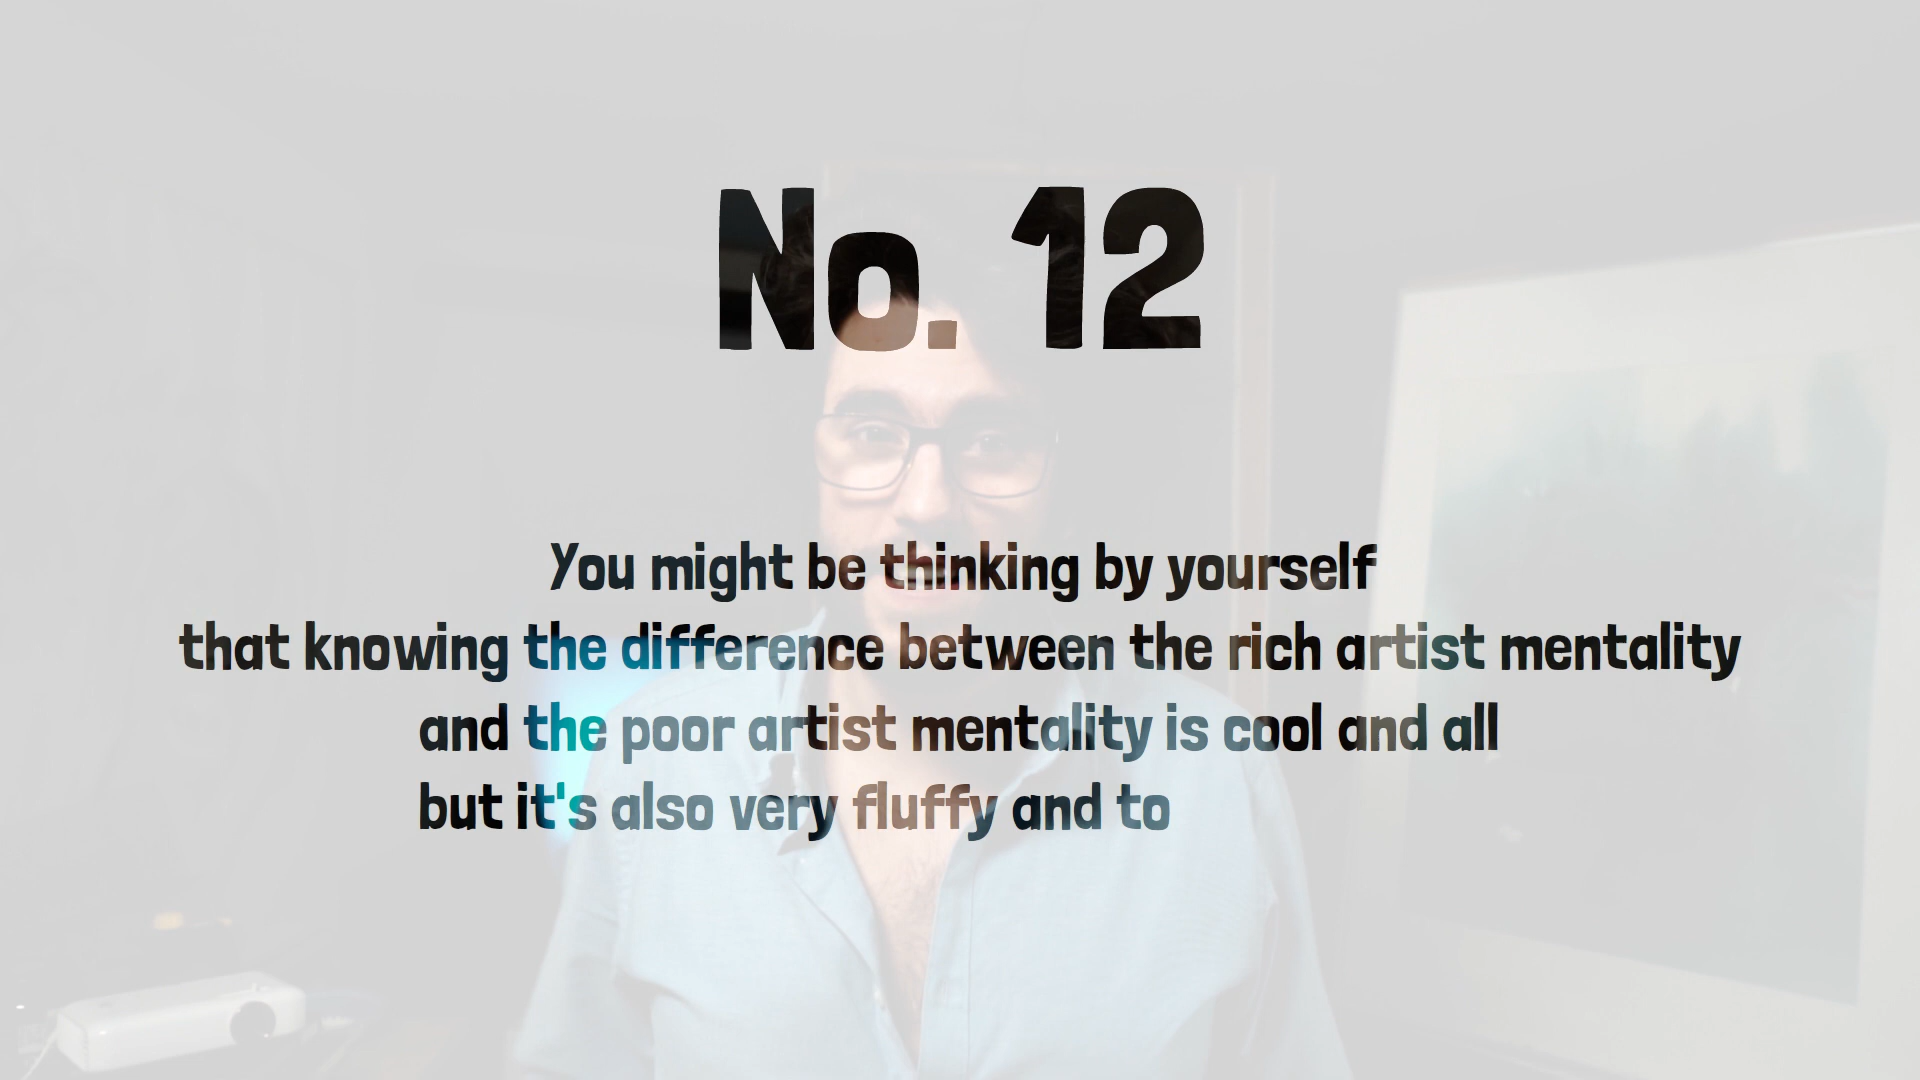 No. 12
You might be thinking by yourself
that knowing the difference between the rich artist mentality
and the poor artist mentality is cool and all
but it's also very fluffy and to